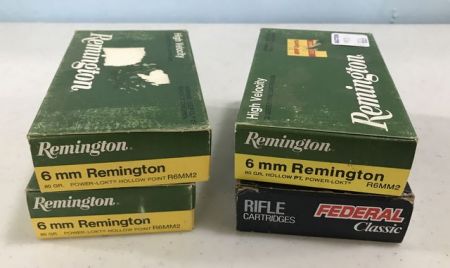 Remington
High Velocity
Remington
6 mm Remington
80 GR. POWER-LOKT HOLLOW POINT R6MM2
Remington
6 mm Remington
80 GR. POWER-LOKT HOLLOW POINT R6MM2
High Velocity
Remington
Remington
6 mm Remington
80 GR. HOLLOW PT. POWER-LOKT R6MM2
RIFLE
CARTRIDGES
FEDERAL
Classic